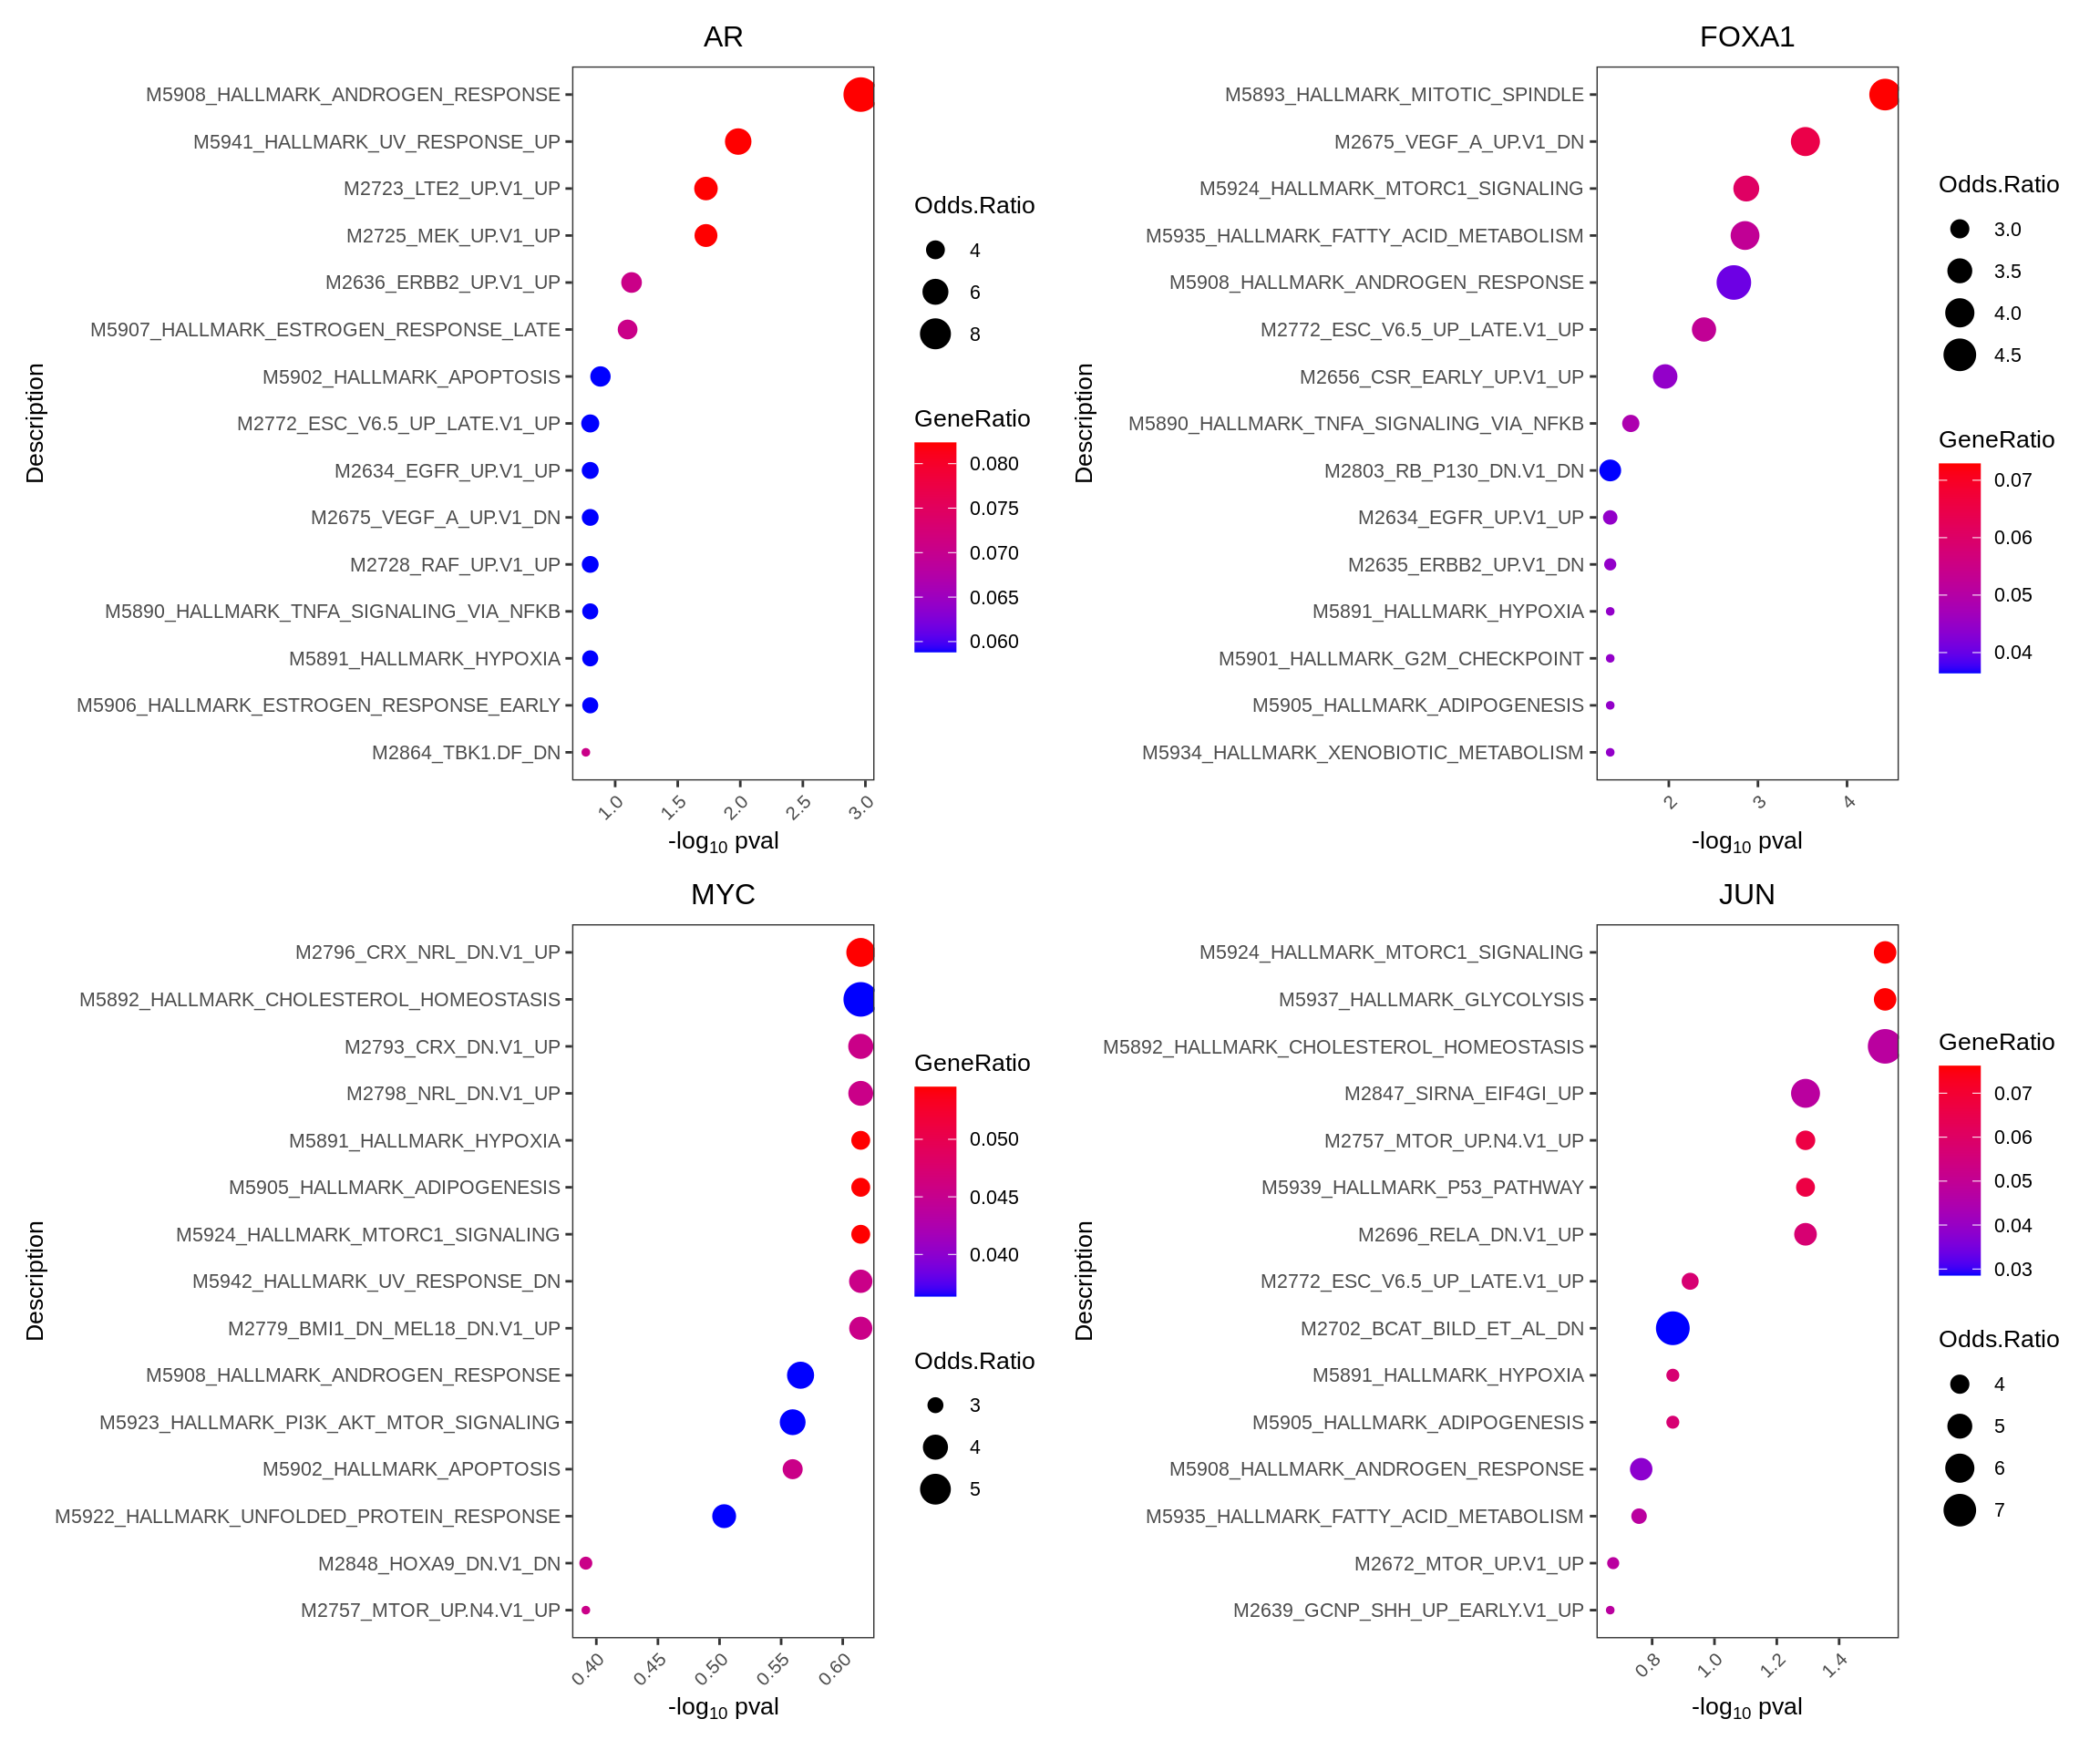 AR
M5908_HALLMARK_ANDROGEN_RESPONSE
M5941_HALLMARK_UV_RESPONSE_UP
M2723_LTE2_UP.V1_UP
M2725_MEK_UP.V1_UP
M2636_ERBB2_UP.V1_UP
M5907_HALLMARK_ESTROGEN_RESPONSE_LATE
M5902_HALLMARK_APOPTOSIS
M2772_ESC_V6.5_UP_LATE.V1_UP
M2634_EGFR_UP.V1_UP
M2675_VEGF_A_UP.V1_DN
M2728_RAF_UP.V1_UP
M5890_HALLMARK_TNFA_SIGNALING_VIA_NFKB
M5891_HALLMARK_HYPOXIA
M5906_HALLMARK_ESTROGEN_RESPONSE_EARLY
M2864_TBK1.DF_DN
Description
1.0 1.5 2.0 2.5 3.0
-log10 pval
Odds.Ratio
4
6
8
GeneRatio
0.080
0.075
0.070
0.065
0.060
FOXA1
M5893_HALLMARK_MITOTIC_SPINDLE
M2675_VEGF_A_UP.V1_DN
M5924_HALLMARK_MTORC1_SIGNALING
M5935_HALLMARK_FATTY_ACID_METABOLISM
M5908_HALLMARK_ANDROGEN_RESPONSE
M2772_ESC_V6.5_UP_LATE.V1_UP
M2656_CSR_EARLY_UP.V1_UP
M5890_HALLMARK_TNFA_SIGNALING_VIA_NFKB
M2803_RB_P130_DN.V1_DN
M2634_EGFR_UP.V1_UP
M2635_ERBB2_UP.V1_DN
M5891_HALLMARK_HYPOXIA
M5901_HALLMARK_G2M_CHECKPOINT
M5905_HALLMARK_ADIPOGENESIS
M5934_HALLMARK_XENOBIOTIC_METABOLISM
Description
2 3 4
-log10 pval
Odds.Ratio
3.0
3.5
4.0
4.5
GeneRatio
0.07
0.06
0.05
0.04
MYC
M2796_CRX_NRL_DN.V1_UP
M5892_HALLMARK_CHOLESTEROL_HOMEOSTASIS
M2793_CRX_DN.V1_UP
M2798_NRL_DN.V1_UP
M5891_HALLMARK_HYPOXIA
M5905_HALLMARK_ADIPOGENESIS
M5924_HALLMARK_MTORC1_SIGNALING
M5942_HALLMARK_UV_RESPONSE_DN
M2779_BMI1_DN_MEL18_DN.V1_UP
M5908_HALLMARK_ANDROGEN_RESPONSE
M5923_HALLMARK_PI3K_AKT_MTOR_SIGNALING
M5902_HALLMARK_APOPTOSIS
M5922_HALLMARK_UNFOLDED_PROTEIN_RESPONSE
M2848_HOXA9_DN.V1_DN
M2757_MTOR_UP.N4.V1_UP
Description
0.40 0.45 0.50 0.55 0.60
-log10 pval
GeneRatio
0.050
0.045
0.040
Odds.Ratio
3
4
5
JUN
M5924_HALLMARK_MTORC1_SIGNALING
M5937_HALLMARK_GLYCOLYSIS
M5892_HALLMARK_CHOLESTEROL_HOMEOSTASIS
M2847_SIRNA_EIF4GI_UP
M2757_MTOR_UP.N4.V1_UP
M5939_HALLMARK_P53_PATHWAY
M2696_RELA_DN.V1_UP
M2772_ESC_V6.5_UP_LATE.V1_UP
M2702_BCAT_BILD_ET_AL_DN
M5891_HALLMARK_HYPOXIA
M5905_HALLMARK_ADIPOGENESIS
M5908_HALLMARK_ANDROGEN_RESPONSE
M5935_HALLMARK_FATTY_ACID_METABOLISM
M2672_MTOR_UP.V1_UP
M2639_GCNP_SHH_UP_EARLY.V1_UP
Description
0.8 1.0 1.2 1.4
-log10 pval
GeneRatio
0.07
0.06
0.05
0.04
0.03
Odds.Ratio
4
5
6
7